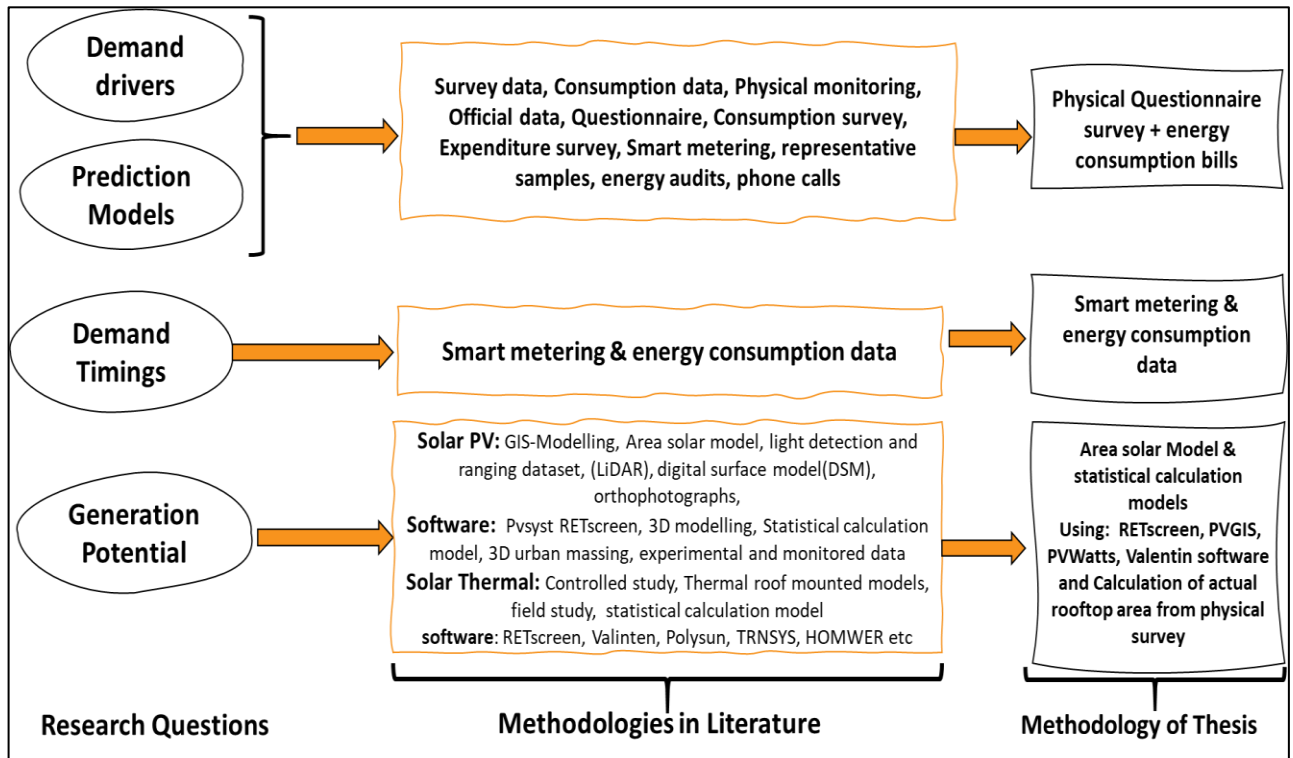 Demand
drivers
Prediction
Models
Survey data, Consumption data, Physical monitoring,
Official data, Questionnaire, Consumption survey,
Expenditure survey, Smart metering, representative
samples, energy audits, phone calls
Physical Questionnaire
survey + energy
consumption bills
Demand
Timings
Smart metering & energy consumption data
Smart metering &
energy consumption
data
Generation
Potential
Solar PV: GIS-Modelling, Area solar model, light detection and
ranging dataset, (LiDAR), digital surface model(DSM),
orthophotographs,
Software: Pvsyst RETscreen, 3D modelling, Statistical calculation
model, 3D urban massing, experimental and monitored data
Solar Thermal: Controlled study, Thermal roof mounted models,
field study, statistical calculation model
software: RETscreen, Valinten, Polysun, TRNSYS, HOMWER etc
Area solar Model &
statistical calculation
models
Using: RETscreen, PVGIS,
PVWatts, Valentin software
and Calculation of actual
rooftop area from physical
survey
Research Questions
Methodologies in Literature
Methodology of Thesis